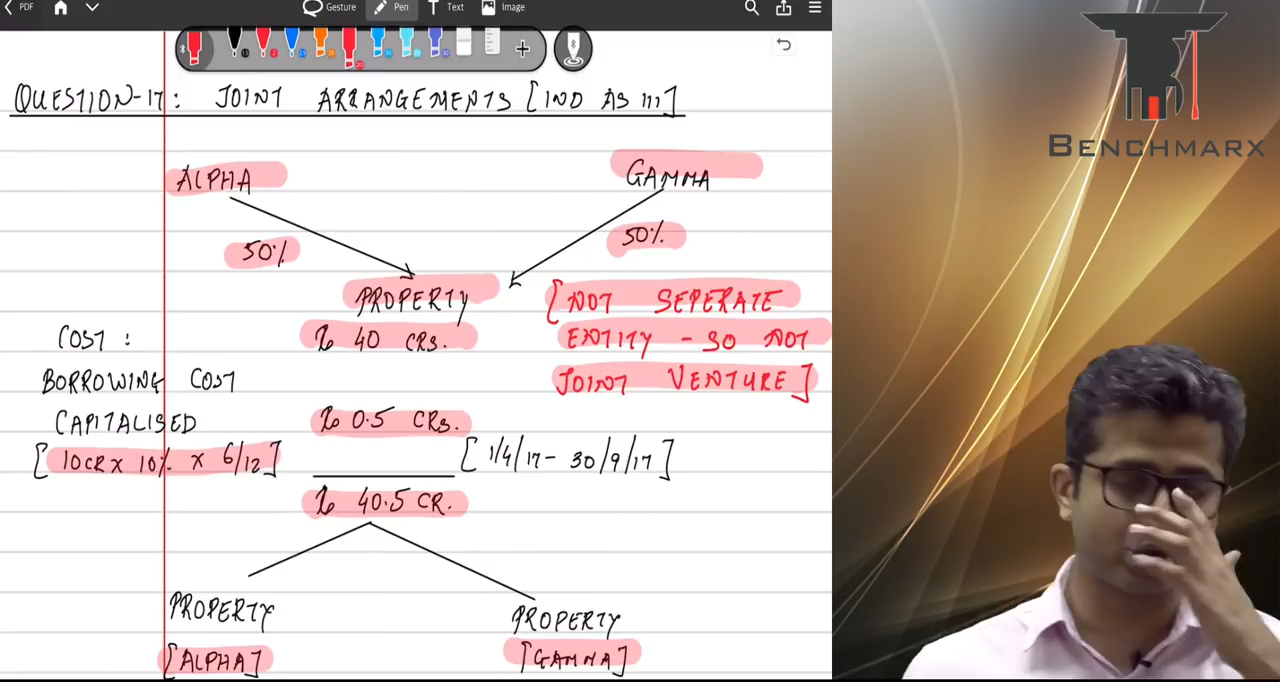 PDF Gesture Pen Text Image
QUESTION-17: JOINT ARRANGEMENTS [IND AS 111]
ALPHA GAMMA
50% 50%
PROPERTY [NOT SEPERATE
COST: ₹ 40 CRS. ENTITY - SO NOT
BORROWING COST JOINT VENTURE]
CAPITALISED ₹ 0.5 CRS.
[10CR X 10% X 6/12] [1/4/17 - 30/9/17]
₹ 40.5 CR.
PROPERTY PROPERTY
[ALPHA] [GAMMA]
BENCHMARX